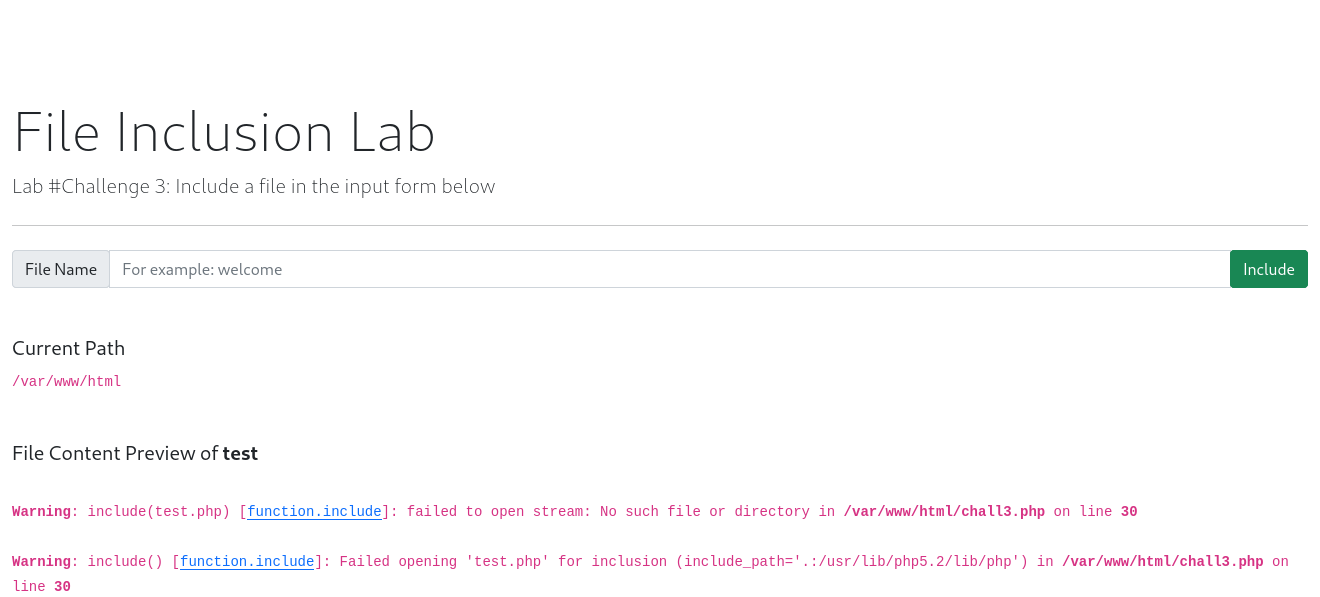 File Inclusion Lab
Lab #Challenge 3: Include a file in the input form below
File Name For example: welcome Include
Current Path
/var/www/html
File Content Preview of test
Warning: include(test.php) [function.include]: failed to open stream: No such file or directory in /var/www/html/chall3.php on line 30
Warning: include() [function.include]: Failed opening 'test.php' for inclusion (include_path='.:/usr/lib/php5.2/lib/php') in /var/www/html/chall3.php on
line 30